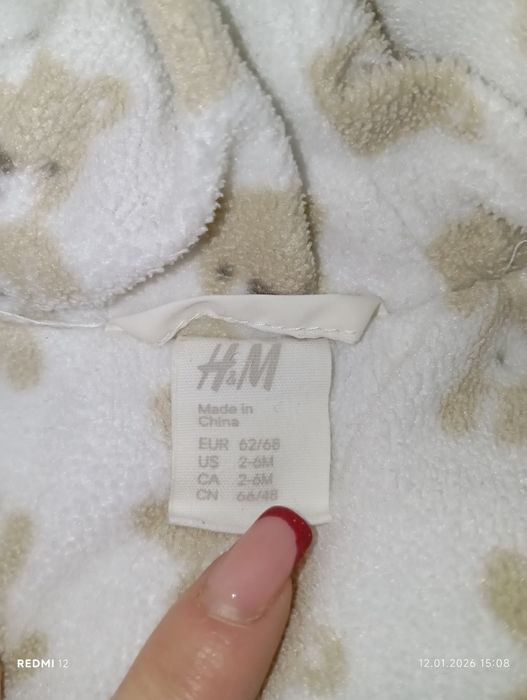 H&M
Made in
China
EUR 62/68
US 2-6M
CA 2-6M
CN 66/48
REDMI 12
12.01.2026 15:08